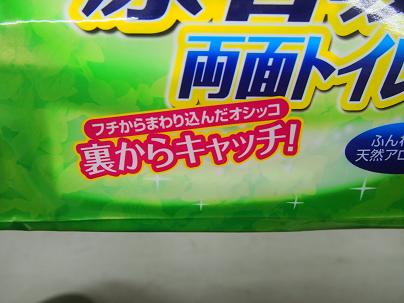 両面トイレ
フチからまわり込んだオシッコ
裏からキャッチ!
天然アロ